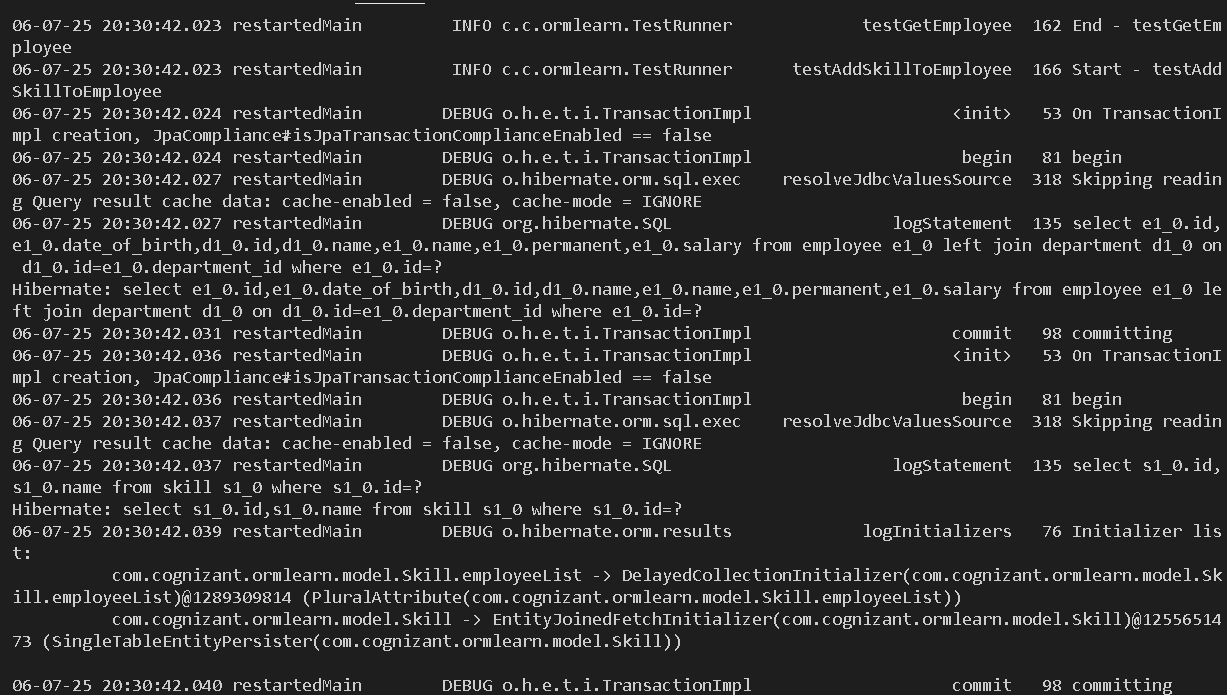 06-07-25 20:30:42.023 restartedMain         INFO c.c.ormlearn.TestRunner             testGetEmployee  162 End - testGetEm
ployee
06-07-25 20:30:42.023 restartedMain         INFO c.c.ormlearn.TestRunner      testAddSkillToEmployee  166 Start - testAdd
SkillToEmployee
06-07-25 20:30:42.024 restartedMain        DEBUG o.h.e.t.i.TransactionImpl                    <init>   53 On TransactionI
mpl creation, JpaCompliance#isJpaTransactionComplianceEnabled == false
06-07-25 20:30:42.024 restartedMain        DEBUG o.h.e.t.i.TransactionImpl                     begin   81 begin
06-07-25 20:30:42.027 restartedMain        DEBUG o.hibernate.orm.sql.exec    resolveJdbcValuesSource  318 Skipping readin
g Query result cache data: cache-enabled = false, cache-mode = IGNORE
06-07-25 20:30:42.027 restartedMain        DEBUG org.hibernate.SQL                      logStatement  135 select e1_0.id,
e1_0.date_of_birth,d1_0.id,d1_0.name,e1_0.name,e1_0.permanent,e1_0.salary from employee e1_0 left join department d1_0 on
 d1_0.id=e1_0.department_id where e1_0.id=?
Hibernate: select e1_0.id,e1_0.date_of_birth,d1_0.id,d1_0.name,e1_0.name,e1_0.permanent,e1_0.salary from employee e1_0 le
ft join department d1_0 on d1_0.id=e1_0.department_id where e1_0.id=?
06-07-25 20:30:42.031 restartedMain        DEBUG o.h.e.t.i.TransactionImpl                    commit   98 committing
06-07-25 20:30:42.036 restartedMain        DEBUG o.h.e.t.i.TransactionImpl                    <init>   53 On TransactionI
mpl creation, JpaCompliance#isJpaTransactionComplianceEnabled == false
06-07-25 20:30:42.036 restartedMain        DEBUG o.h.e.t.i.TransactionImpl                     begin   81 begin
06-07-25 20:30:42.037 restartedMain        DEBUG o.hibernate.orm.sql.exec    resolveJdbcValuesSource  318 Skipping readin
g Query result cache data: cache-enabled = false, cache-mode = IGNORE
06-07-25 20:30:42.037 restartedMain        DEBUG org.hibernate.SQL                      logStatement  135 select s1_0.id,
s1_0.name from skill s1_0 where s1_0.id=?
Hibernate: select s1_0.id,s1_0.name from skill s1_0 where s1_0.id=?
06-07-25 20:30:42.039 restartedMain        DEBUG o.hibernate.orm.results             logInitializers   76 Initializer lis
t:
          com.cognizant.ormlearn.model.Skill.employeeList -> DelayedCollectionInitializer(com.cognizant.ormlearn.model.Sk
ill.employeeList)@1289309814 (PluralAttribute(com.cognizant.ormlearn.model.Skill.employeeList))
          com.cognizant.ormlearn.model.Skill -> EntityJoinedFetchInitializer(com.cognizant.ormlearn.model.Skill)@12556514
73 (SingleTableEntityPersister(com.cognizant.ormlearn.model.Skill))
06-07-25 20:30:42.040 restartedMain        DEBUG o.h.e.t.i.TransactionImpl                    commit   98 committing